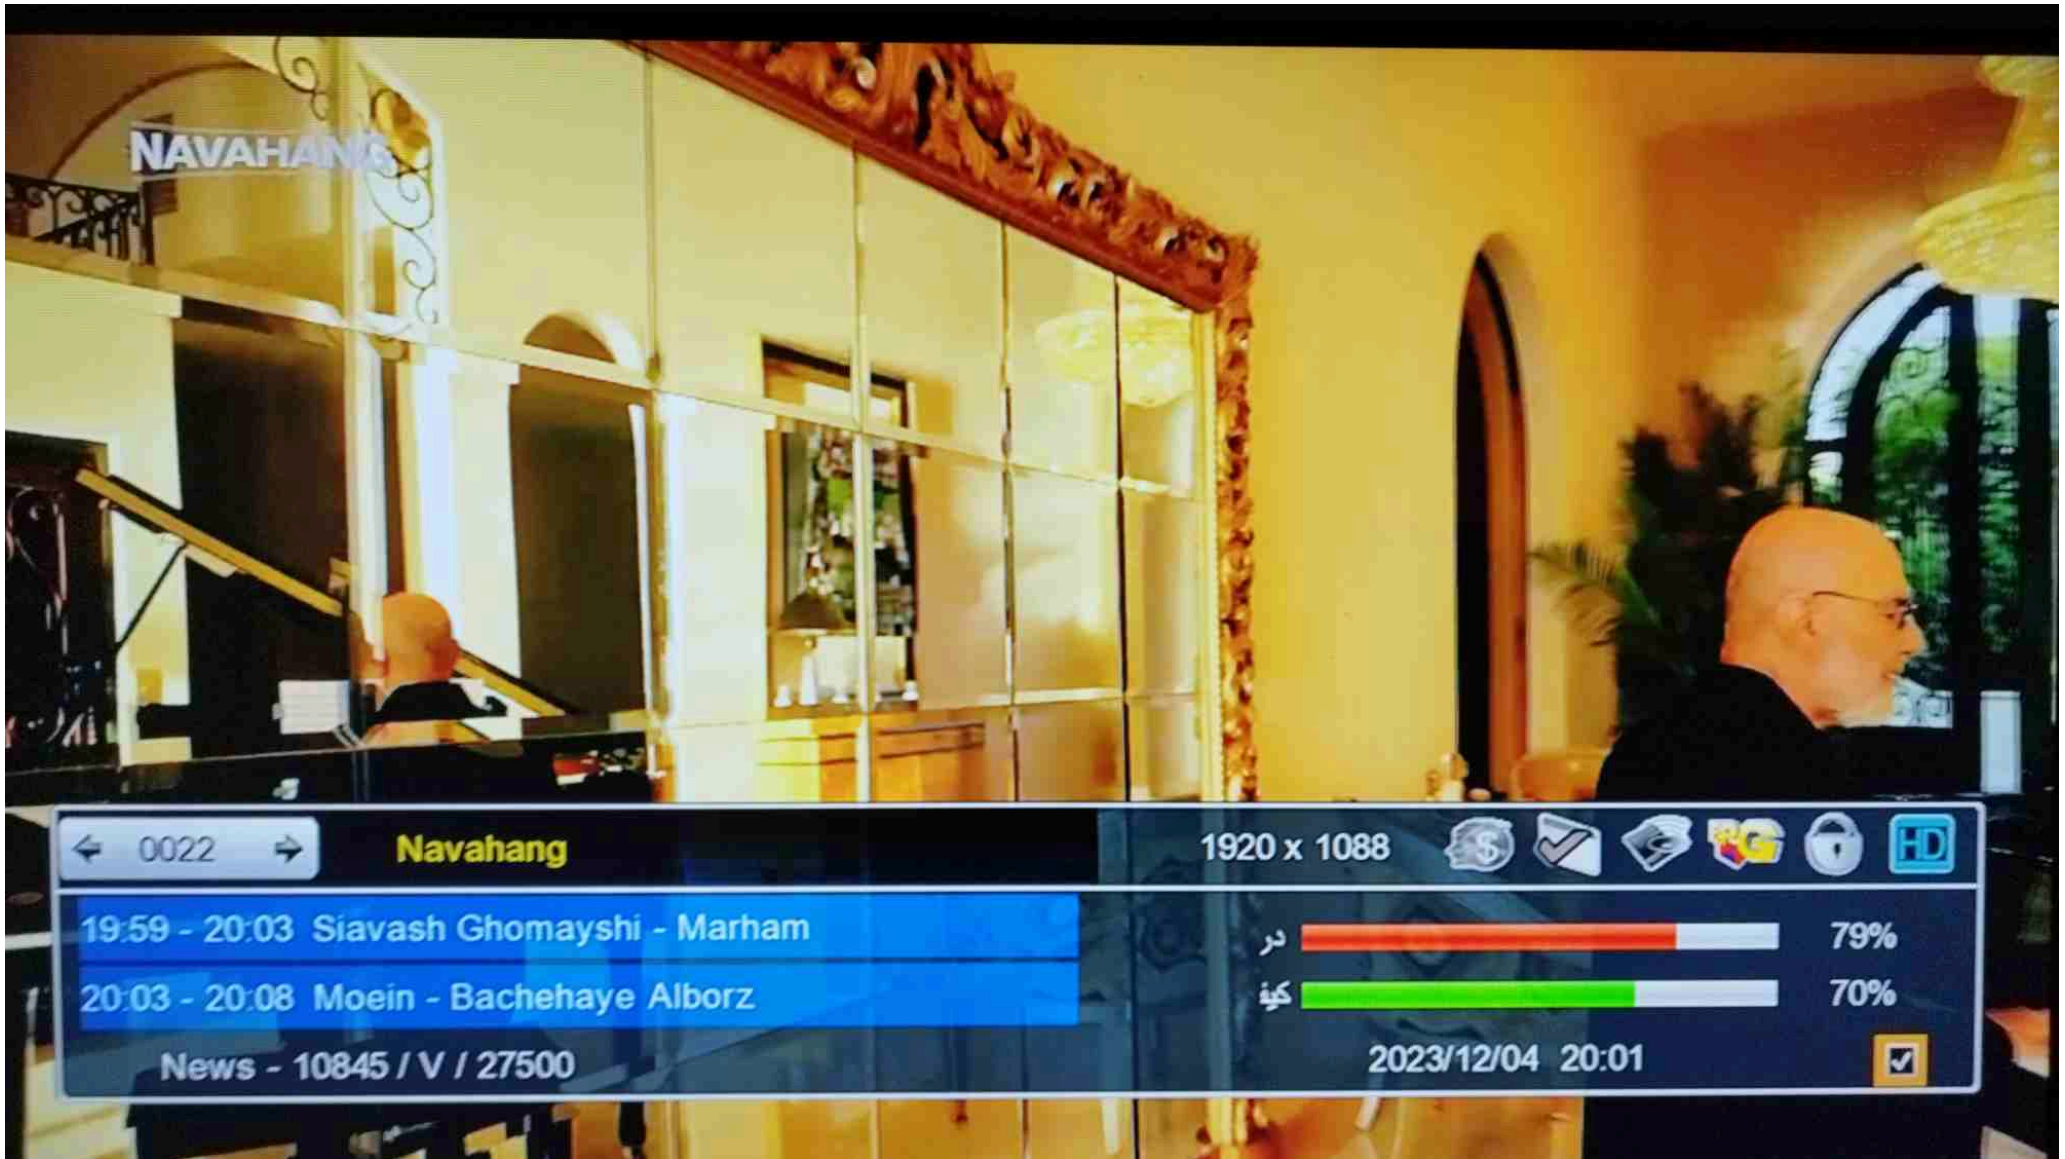 NAVAHANG
0022 Navahang 1920 x 1088 HD
19:59 - 20:03 Siavash Ghomayshi - Marham
در 79%
20:03 - 20:08 Moein - Bachehaye Alborz
کیف 70%
News - 10845 / V / 27500
2023/12/04 20:01